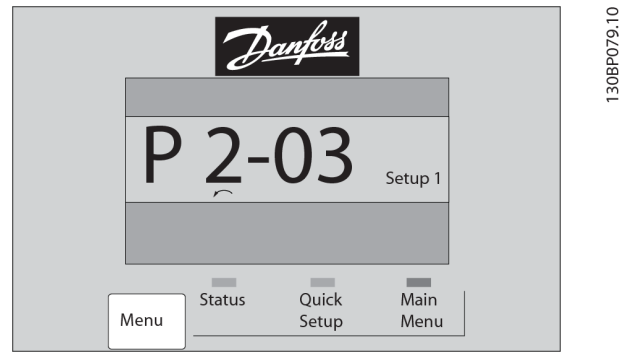 Danfoss
P 2-03
Setup 1
Status
Quick
Setup
Main
Menu
Menu
130BP079.10